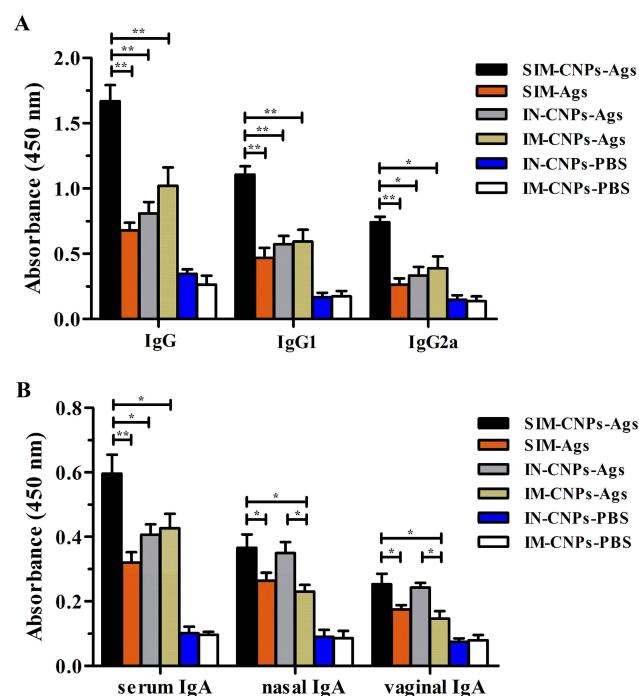 A
Absorbance (450 nm)
2.0
1.5
1.0
0.5
0.0
**
**
**
**
**
**
*
*
**
IgG
IgG1
IgG2a
SIM-CNPs-Ags
SIM-Ags
IN-CNPs-Ags
IM-CNPs-Ags
IN-CNPs-PBS
IM-CNPs-PBS
B
Absorbance (450 nm)
0.8
0.6
0.4
0.2
0.0
*
*
**
*
*
*
*
*
*
serum IgA
nasal IgA
vaginal IgA
SIM-CNPs-Ags
SIM-Ags
IN-CNPs-Ags
IM-CNPs-Ags
IN-CNPs-PBS
IM-CNPs-PBS